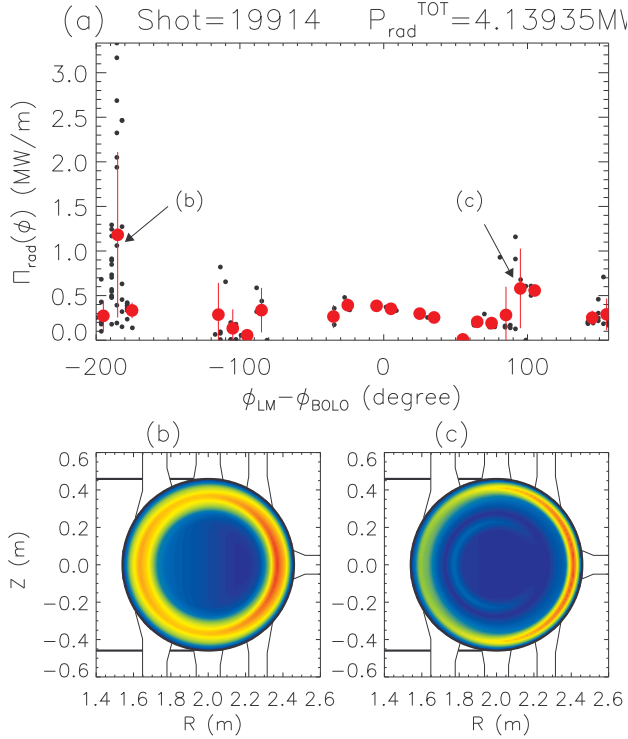 (a) Shot=19914 P_rad^TOT=4.13935MW
3.0
2.5
2.0
1.5
1.0
0.5
0.0
Π_rad(ϕ) (MW/m)
(b)
(c)
-200 -100 0 100
ϕ_LM-ϕ_BOLO (degree)
(b) (c)
0.6 0.6
0.4 0.4
0.2 0.2
0.0 0.0
-0.2 -0.2
-0.4 -0.4
-0.6 -0.6
Z (m)
1.4 1.6 1.8 2.0 2.2 2.4 2.6 1.4 1.6 1.8 2.0 2.2 2.4 2.6
R (m) R (m)